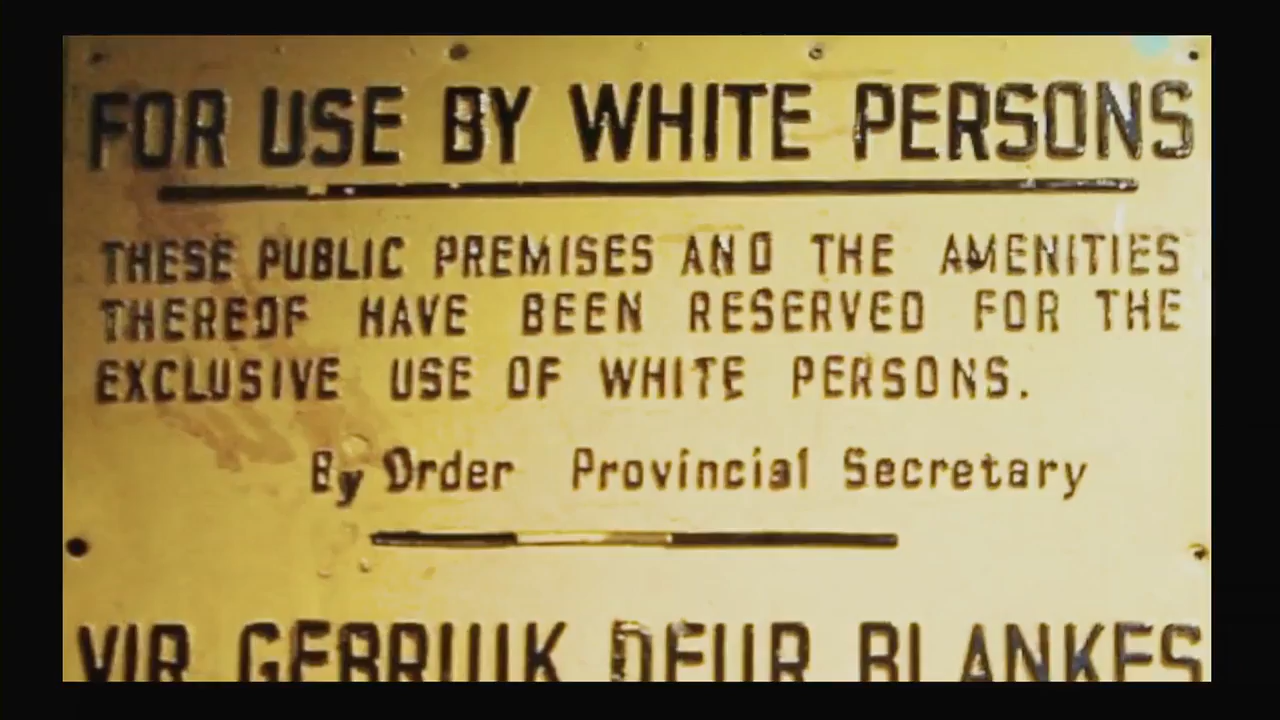 FOR USE BY WHITE PERSONS
THESE PUBLIC PREMISES AND THE AMENITIES
THEREOF HAVE BEEN RESERVED FOR THE
EXCLUSIVE USE OF WHITE PERSONS.
By Order Provincial Secretary
VIR GEBRUIK DEUR BLANKES